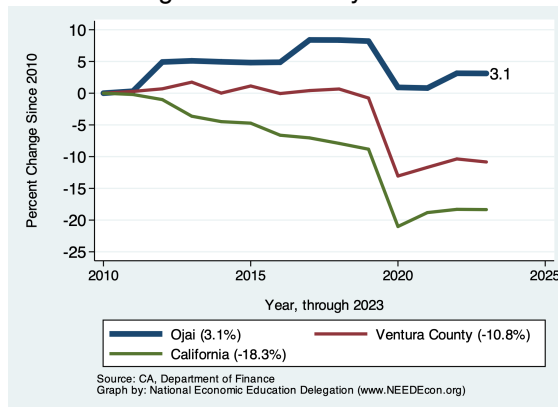 10
5
0
-5
-10
-15
-20
-25
Percent Change Since 2010
3.1
2010 2015 2020 2025
Year, through 2023
Ojai (3.1%) Ventura County (-10.8%)
California (-18.3%)
Source: CA, Department of Finance
Graph by: National Economic Education Delegation (www.NEEDEcon.org)